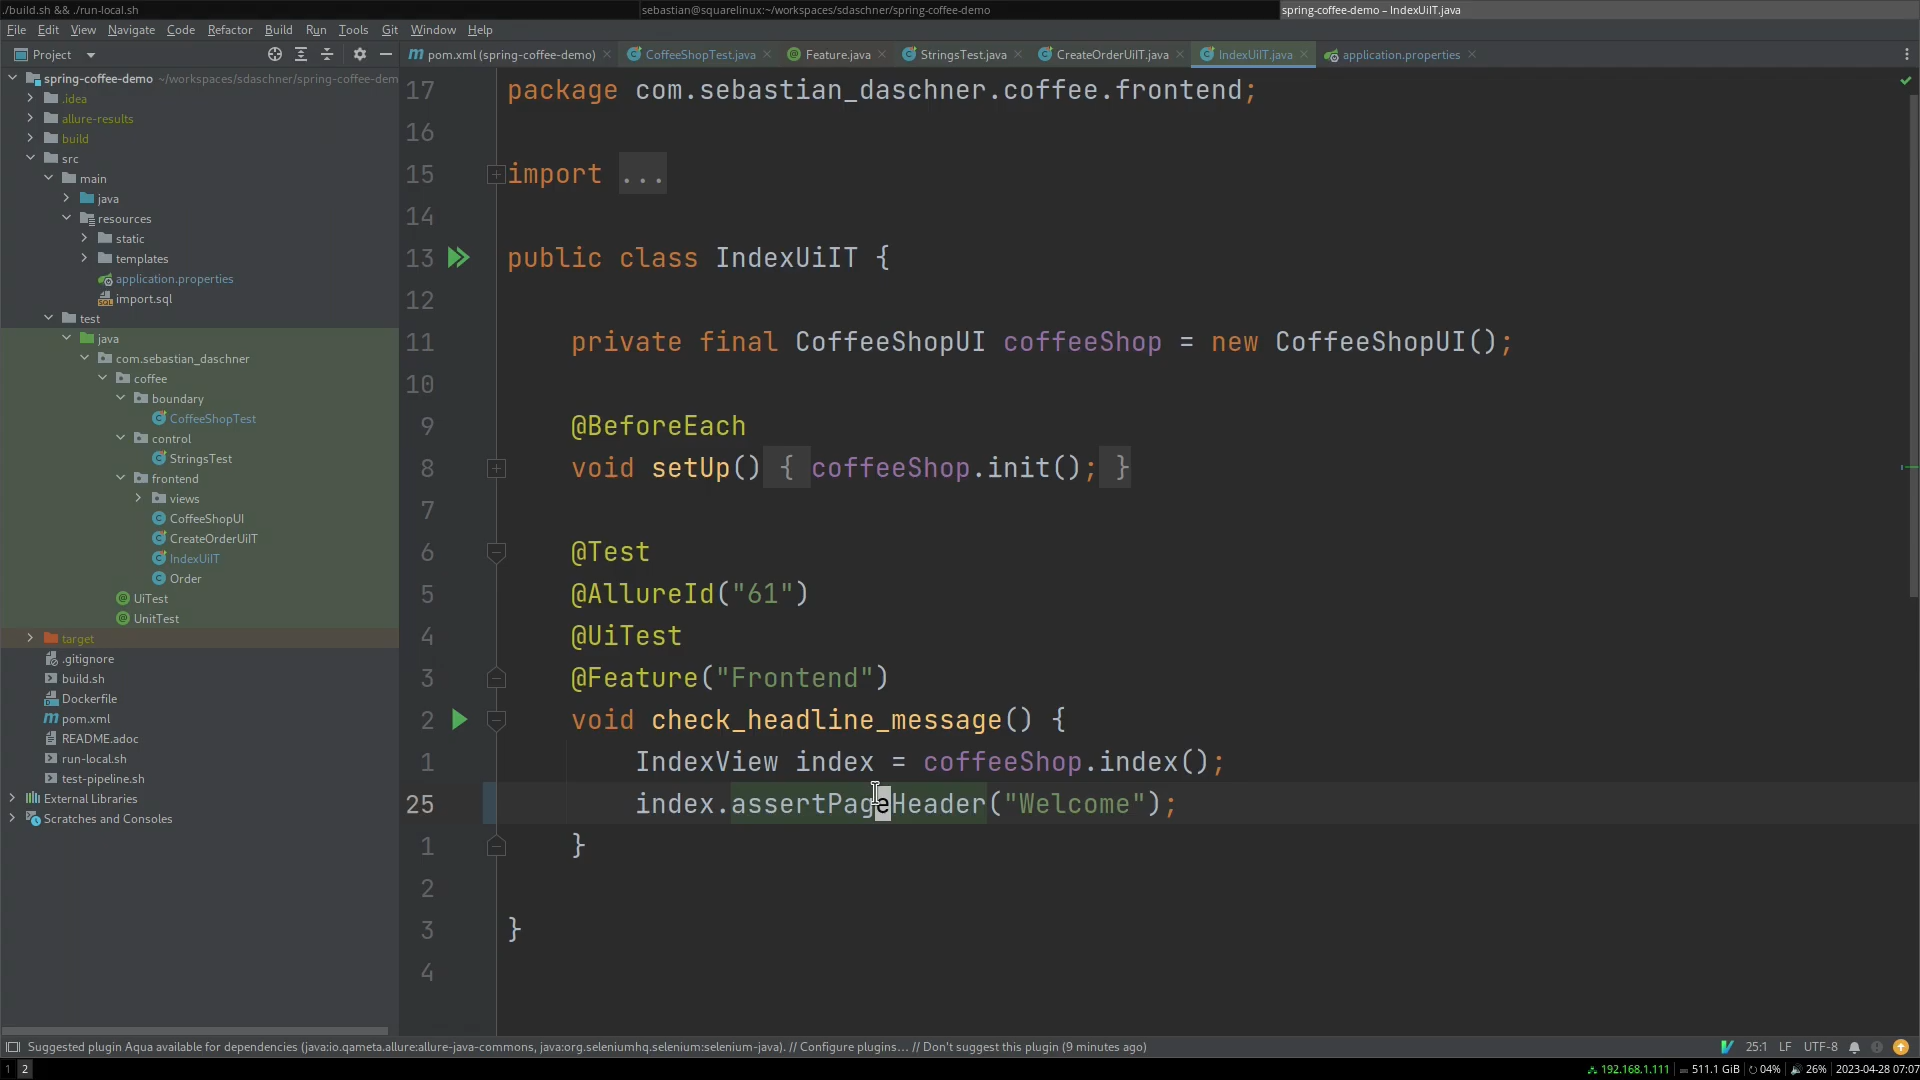 ./build.sh && ./run-local.sh
sebastian@squarelinux:~/workspaces/sdaschner/spring-coffee-demo
spring-coffee-demo – IndexUiIT.java
File Edit View Navigate Code Refactor Build Run Tools Git Window Help
Project
pom.xml (spring-coffee-demo)
CoffeeShopTest.java
Feature.java
StringsTest.java
CreateOrderUiIT.java
IndexUiIT.java
application.properties
spring-coffee-demo ~/workspaces/sdaschner/spring-coffee-dem
.idea
allure-results
build
src
main
java
resources
static
templates
application.properties
import.sql
test
java
com.sebastian_daschner
coffee
boundary
CoffeeShopTest
control
StringsTest
frontend
views
CoffeeShopUI
CreateOrderUiIT
IndexUiIT
Order
UiTest
UnitTest
target
.gitignore
build.sh
Dockerfile
pom.xml
README.adoc
run-local.sh
test-pipeline.sh
External Libraries
Scratches and Consoles
17 package com.sebastian_daschner.coffee.frontend;
16
15 import ...
14
13 public class IndexUiIT {
12
11 private final CoffeeShopUI coffeeShop = new CoffeeShopUI();
10
9 @BeforeEach
8 void setUp() { coffeeShop.init(); }
7
6 @Test
5 @AllureId("61")
4 @UiTest
3 @Feature("Frontend")
2 void check_headline_message() {
1 IndexView index = coffeeShop.index();
25 index.assertPageHeader("Welcome");
1 }
2
3 }
4
Suggested plugin Aqua available for dependencies (java:io.qameta.allure:allure-java-commons, java:org.seleniumhq.selenium:selenium-java). // Configure plugins... // Don't suggest this plugin (9 minutes ago)
25:1 LF UTF-8
1 2
192.168.1.111 511.1 GiB 04% 26% 2023-04-28 07:07